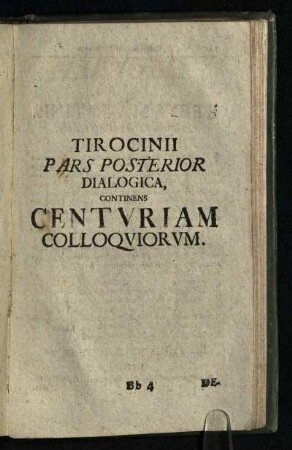 TIROCINII
PARS POSTERIOR
DIALOGICA,
CONTINENS
CENTVRIAM
COLLOQVIORVM.
Bb 4 DE-